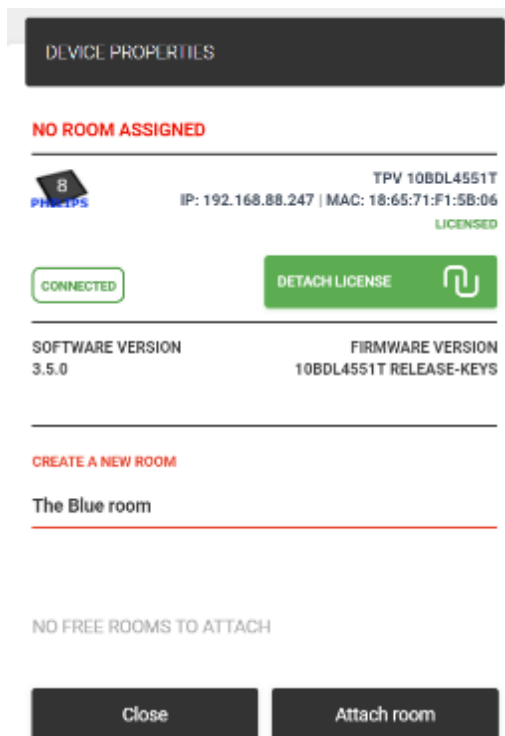 DEVICE PROPERTIES
NO ROOM ASSIGNED
8
PHILIPS
TPV 10BDL4551T
IP: 192.168.88.247 | MAC: 18:65:71:F1:5B:06
LICENSED
CONNECTED
DETACH LICENSE
SOFTWARE VERSION
3.5.0
FIRMWARE VERSION
10BDL4551T RELEASE-KEYS
CREATE A NEW ROOM
The Blue room
NO FREE ROOMS TO ATTACH
Close
Attach room